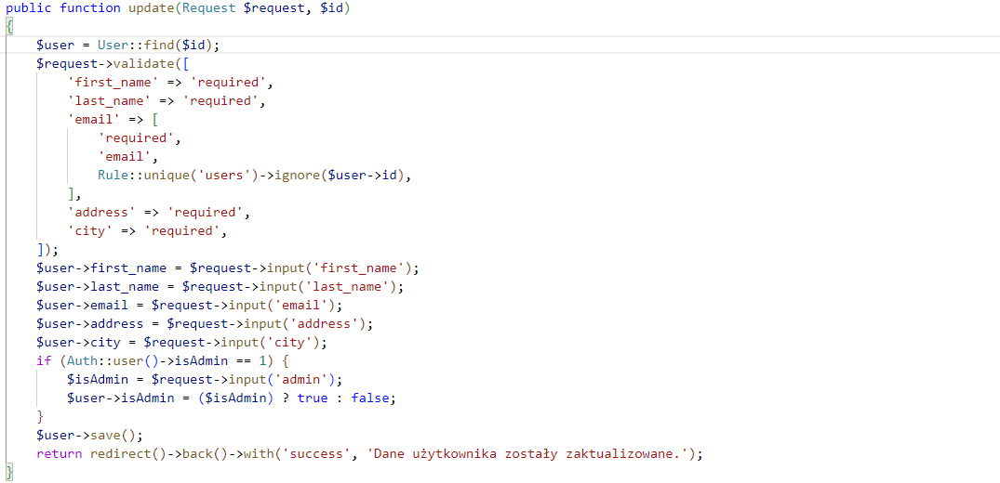 public function update(Request $request, $id)
{
    $user = User::find($id);
    $request->validate([
        'first_name' => 'required',
        'last_name' => 'required',
        'email' => [
            'required',
            'email',
            Rule::unique('users')->ignore($user->id),
        ],
        'address' => 'required',
        'city' => 'required',
    ]);
    $user->first_name = $request->input('first_name');
    $user->last_name = $request->input('last_name');
    $user->email = $request->input('email');
    $user->address = $request->input('address');
    $user->city = $request->input('city');
    if (Auth::user()->isAdmin == 1) {
        $isAdmin = $request->input('admin');
        $user->isAdmin = ($isAdmin) ? true : false;
    }
    $user->save();
    return redirect()->back()->with('success', 'Dane użytkownika zostały zaktualizowane.');
}